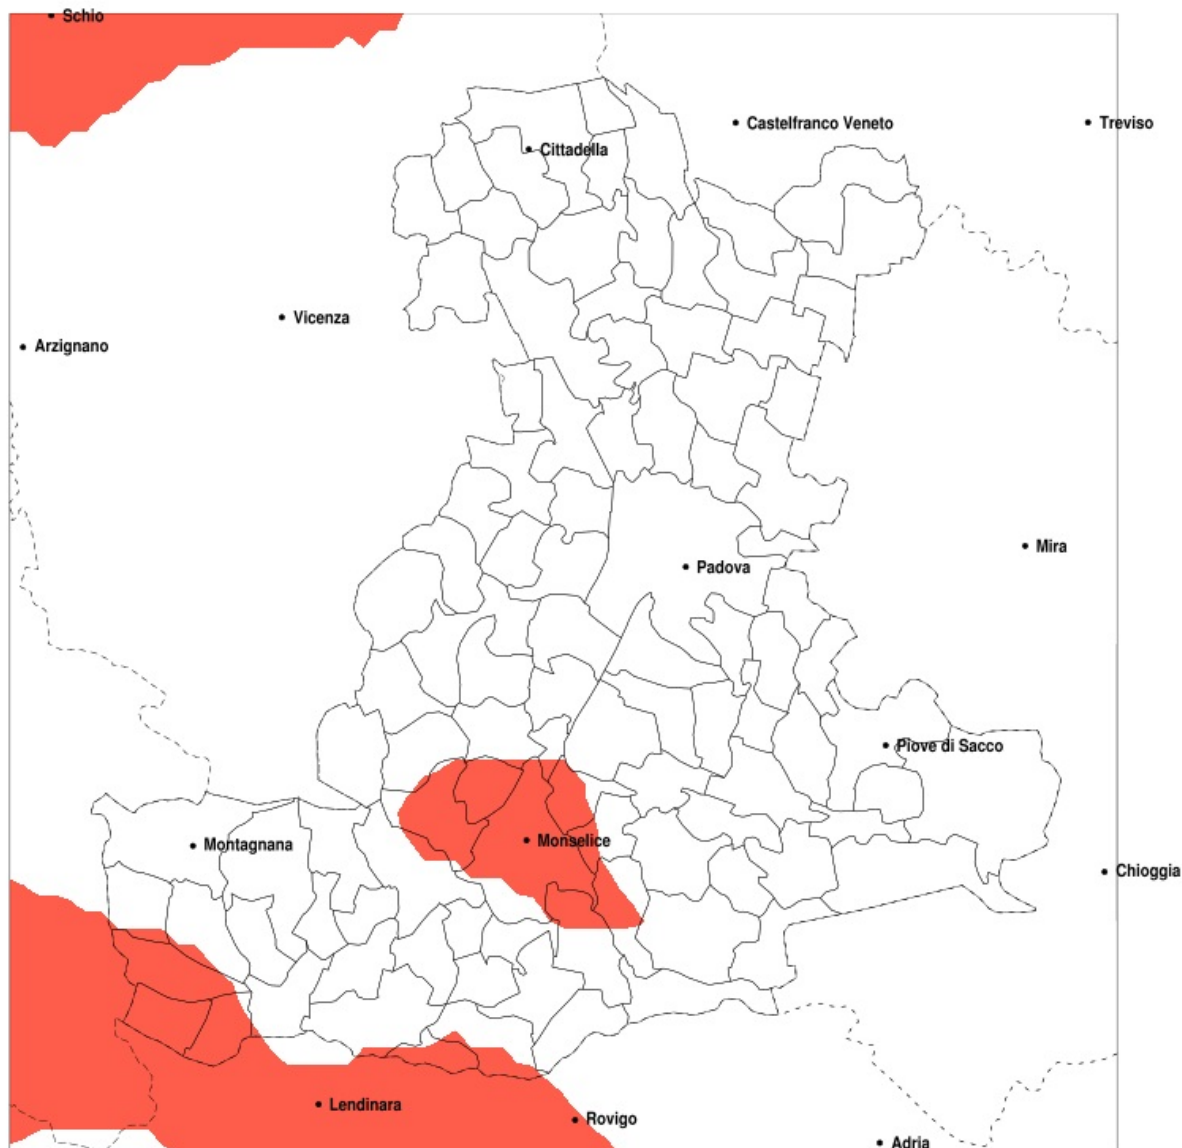 Schio
Castelfranco Veneto
Treviso
Cittadella
Vicenza
Arzignano
Mira
Padova
Piove di Sacco
Montagnana
Monselice
Chioggia
Lendinara
Rovigo
Adria